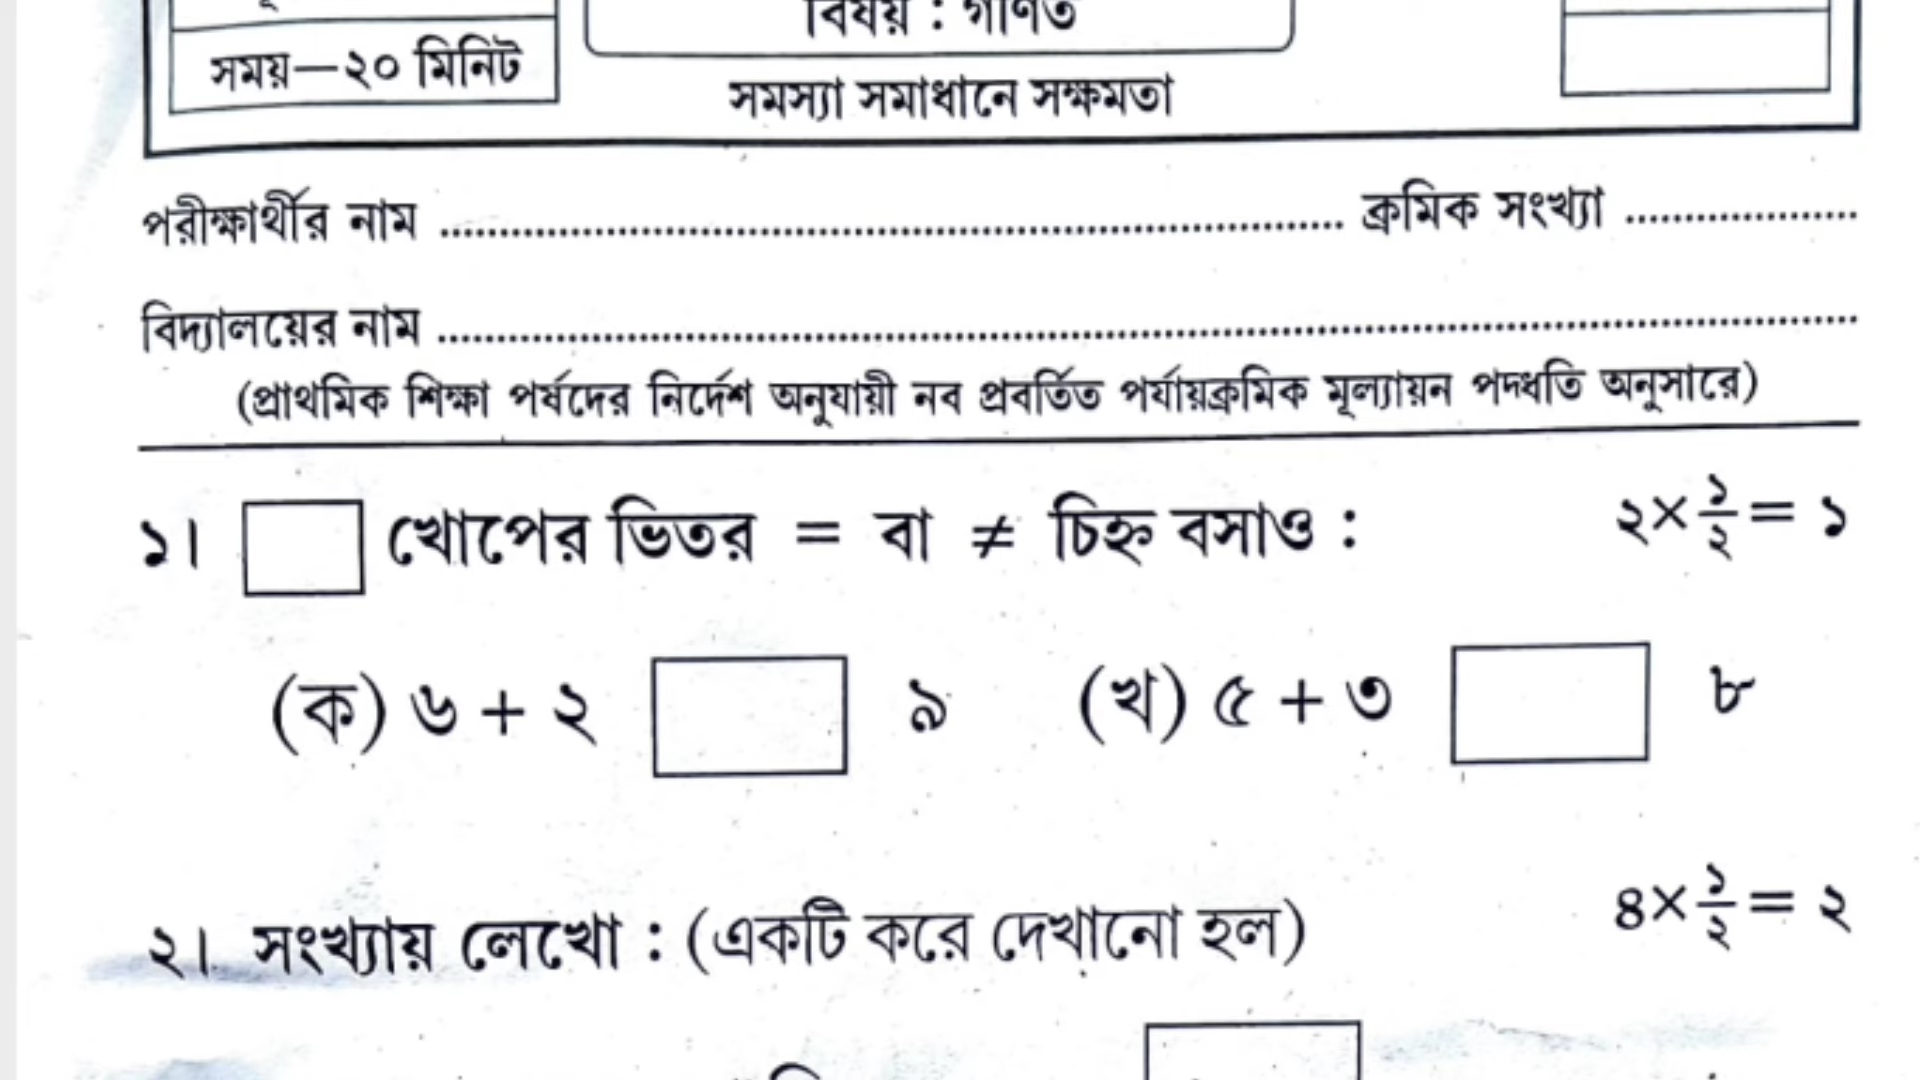 বিষয় : গণিত
সময়—২০ মিনিট
সমস্যা সমাধানে সক্ষমতা
পরীক্ষার্থীর নাম ........................................ ক্রমিক সংখ্যা ....................
বিদ্যালয়ের নাম ........................................
(প্রাথমিক শিক্ষা পর্ষদের নির্দেশ অনুযায়ী নব প্রবর্তিত পর্যায়ক্রমিক মূল্যায়ন পদ্ধতি অনুসারে)
১। খোপের ভিতর = বা ≠ চিহ্ন বসাও : ২×১/২= ১
(ক) ৬ + ২ ৯ (খ) ৫ + ৩ ৮
২। সংখ্যায় লেখো : (একটি করে দেখানো হল) ৪×১/২= ২